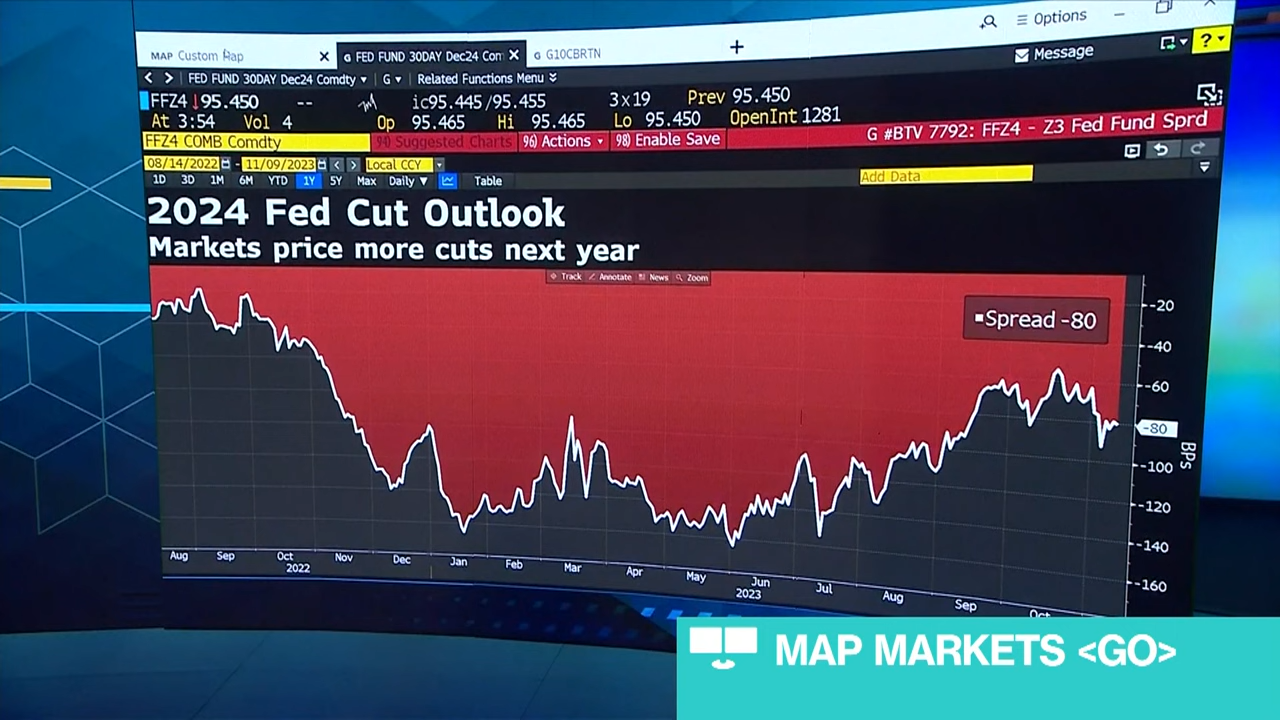 Options
MAP Custom Map × G FED FUND 30DAY Dec24 Con × G G10CBRTN +
Message
< > FED FUND 30DAY Dec24 Comdty ▾ G ▾ Related Functions Menu
FFZ4 ↓95.450 -- ic95.445/95.455 3x19 Prev 95.450
At 3:54 Vol 4 Op 95.465 Hi 95.465 Lo 95.450 OpenInt 1281
FFZ4 COMB Comdty 94) Suggested Charts 96) Actions ▾ 98) Enable Save G #BTV 7792: FFZ4 - Z3 Fed Fund Sprd
08/14/2022 - 11/09/2023 < > Local CCY
1D 3D 1M 6M YTD 1Y 5Y Max Daily ▼ Table Add Data
2024 Fed Cut Outlook
Markets price more cuts next year
Track Annotate News Zoom
Spread -80
-20
-40
-60
-80
-100
-120
-140
-160
BPs
Aug Sep Oct Nov Dec Jan Feb Mar Apr May Jun Jul Aug Sep Oct
2022 2023
MAP MARKETS <GO>